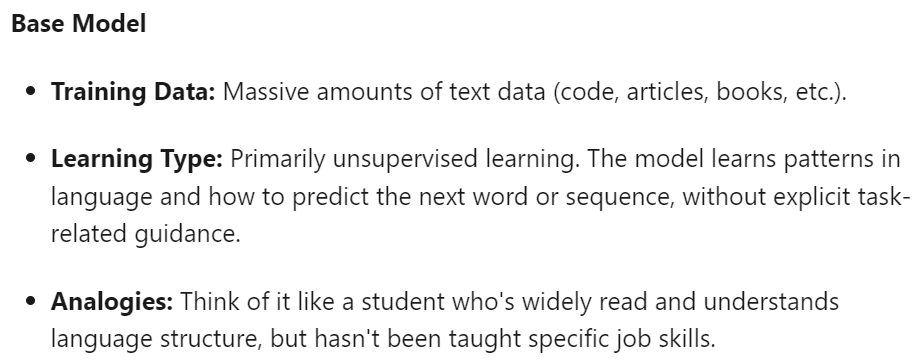 Base Model
• Training Data: Massive amounts of text data (code, articles, books, etc.).
• Learning Type: Primarily unsupervised learning. The model learns patterns in
language and how to predict the next word or sequence, without explicit task-
related guidance.
• Analogies: Think of it like a student who's widely read and understands
language structure, but hasn't been taught specific job skills.